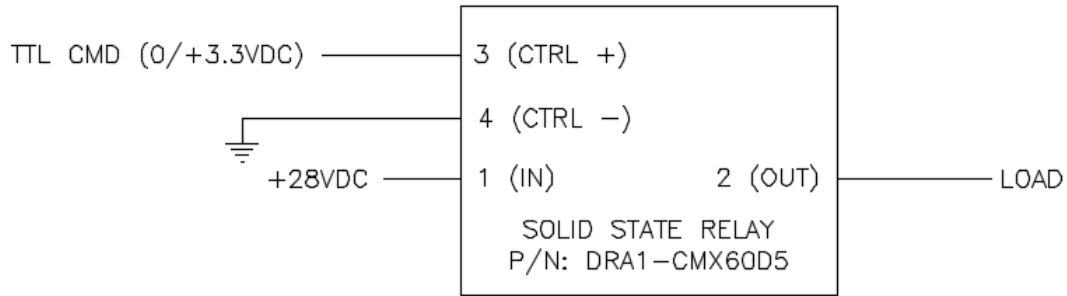 TTL CMD (0/+3.3VDC)
3 (CTRL +)
4 (CTRL -)
+28VDC
1 (IN)
2 (OUT)
LOAD
SOLID STATE RELAY
P/N: DRA1-CMX60D5